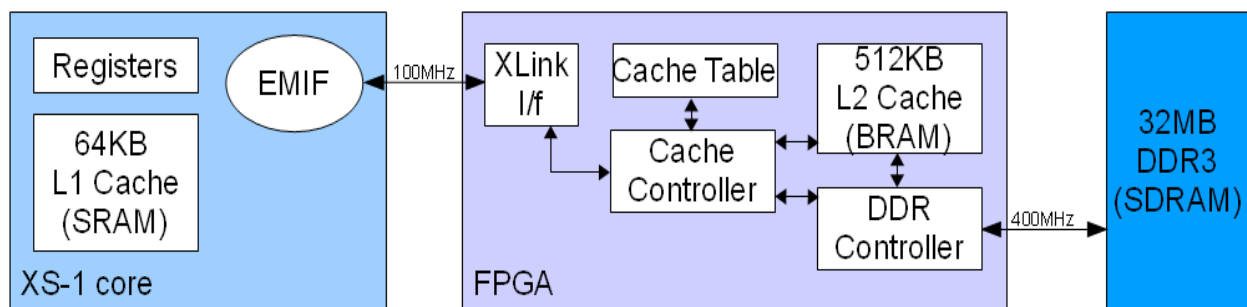 Registers
EMIF
64KB
L1 Cache
(SRAM)
XS-1 core
100MHz
XLink
I/f
Cache Table
512KB
L2 Cache
(BRAM)
Cache
Controller
DDR
Controller
FPGA
400MHz
32MB
DDR3
(SDRAM)